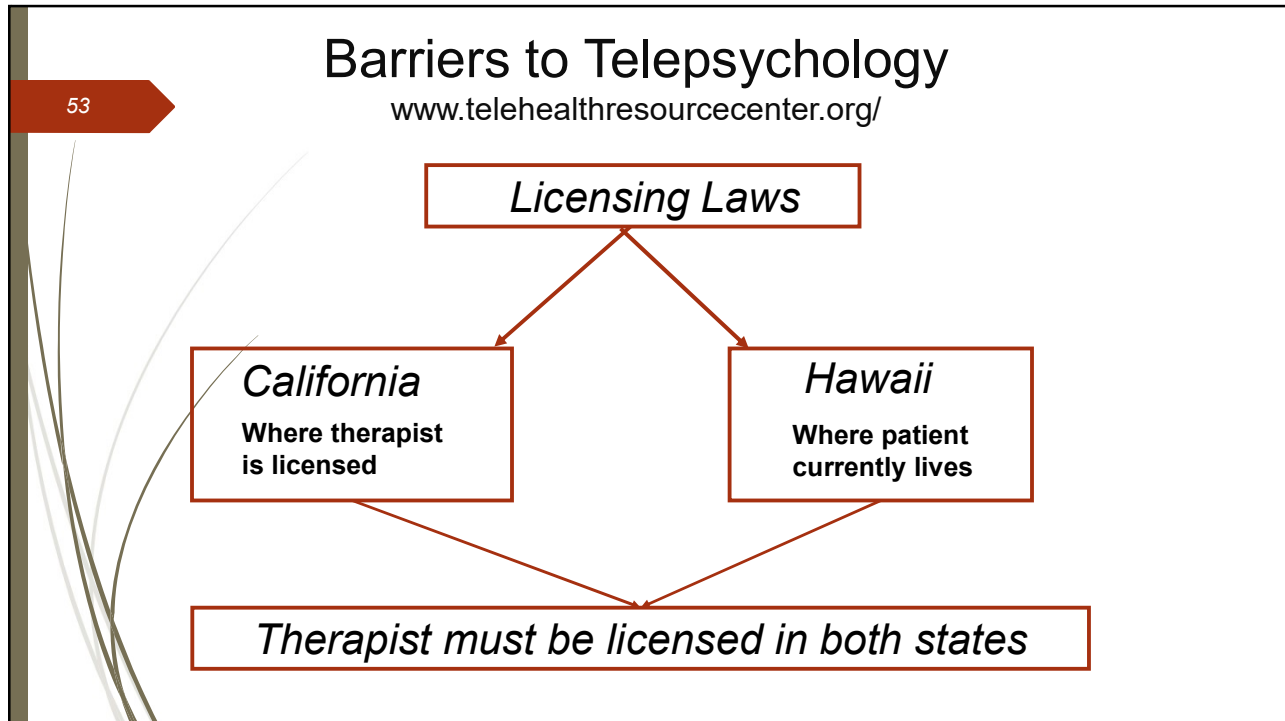 Barriers to Telepsychology
53
www.telehealthresourcecenter.org/
Licensing Laws
California
Where therapist
is licensed
Hawaii
Where patient
currently lives
Therapist must be licensed in both states